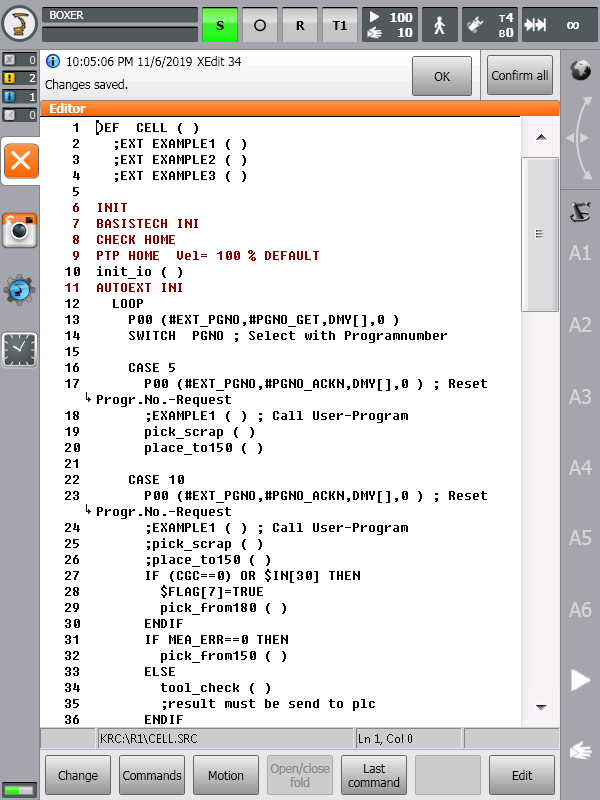 BOXER
S
O
R
T1
100
10
T4
B0
∞
0
2
1
0
10:05:06 PM 11/6/2019 XEdit 34
Changes saved.
OK
Confirm all
Editor
1 DEF CELL ( )
2 ;EXT EXAMPLE1 ( )
3 ;EXT EXAMPLE2 ( )
4 ;EXT EXAMPLE3 ( )
5
6 INIT
7 BASISTECH INI
8 CHECK HOME
9 PTP HOME Vel= 100 % DEFAULT
10 init_io ( )
11 AUTOEXT INI
12 LOOP
13 P00 (#EXT_PGNO,#PGNO_GET,DMY[],0 )
14 SWITCH PGNO ; Select with Programnumber
15
16 CASE 5
17 P00 (#EXT_PGNO,#PGNO_ACKN,DMY[],0 ) ; Reset
Progr.No.-Request
18 ;EXAMPLE1 ( ) ; Call User-Program
19 pick_scrap ( )
20 place_to150 ( )
21
22 CASE 10
23 P00 (#EXT_PGNO,#PGNO_ACKN,DMY[],0 ) ; Reset
Progr.No.-Request
24 ;EXAMPLE1 ( ) ; Call User-Program
25 ;pick_scrap ( )
26 ;place_to150 ( )
27 IF (CGC==0) OR $IN[30] THEN
28 $FLAG[7]=TRUE
29 pick_from180 ( )
30 ENDIF
31 IF MEA_ERR==0 THEN
32 pick_from150 ( )
33 ELSE
34 tool_check ( )
35 ;result must be send to plc
36 ENDIF
KRC:\R1\CELL.SRC
Ln 1, Col 0
A1
A2
A3
A4
A5
A6
Change
Commands
Motion
Open/close
fold
Last
command
Edit